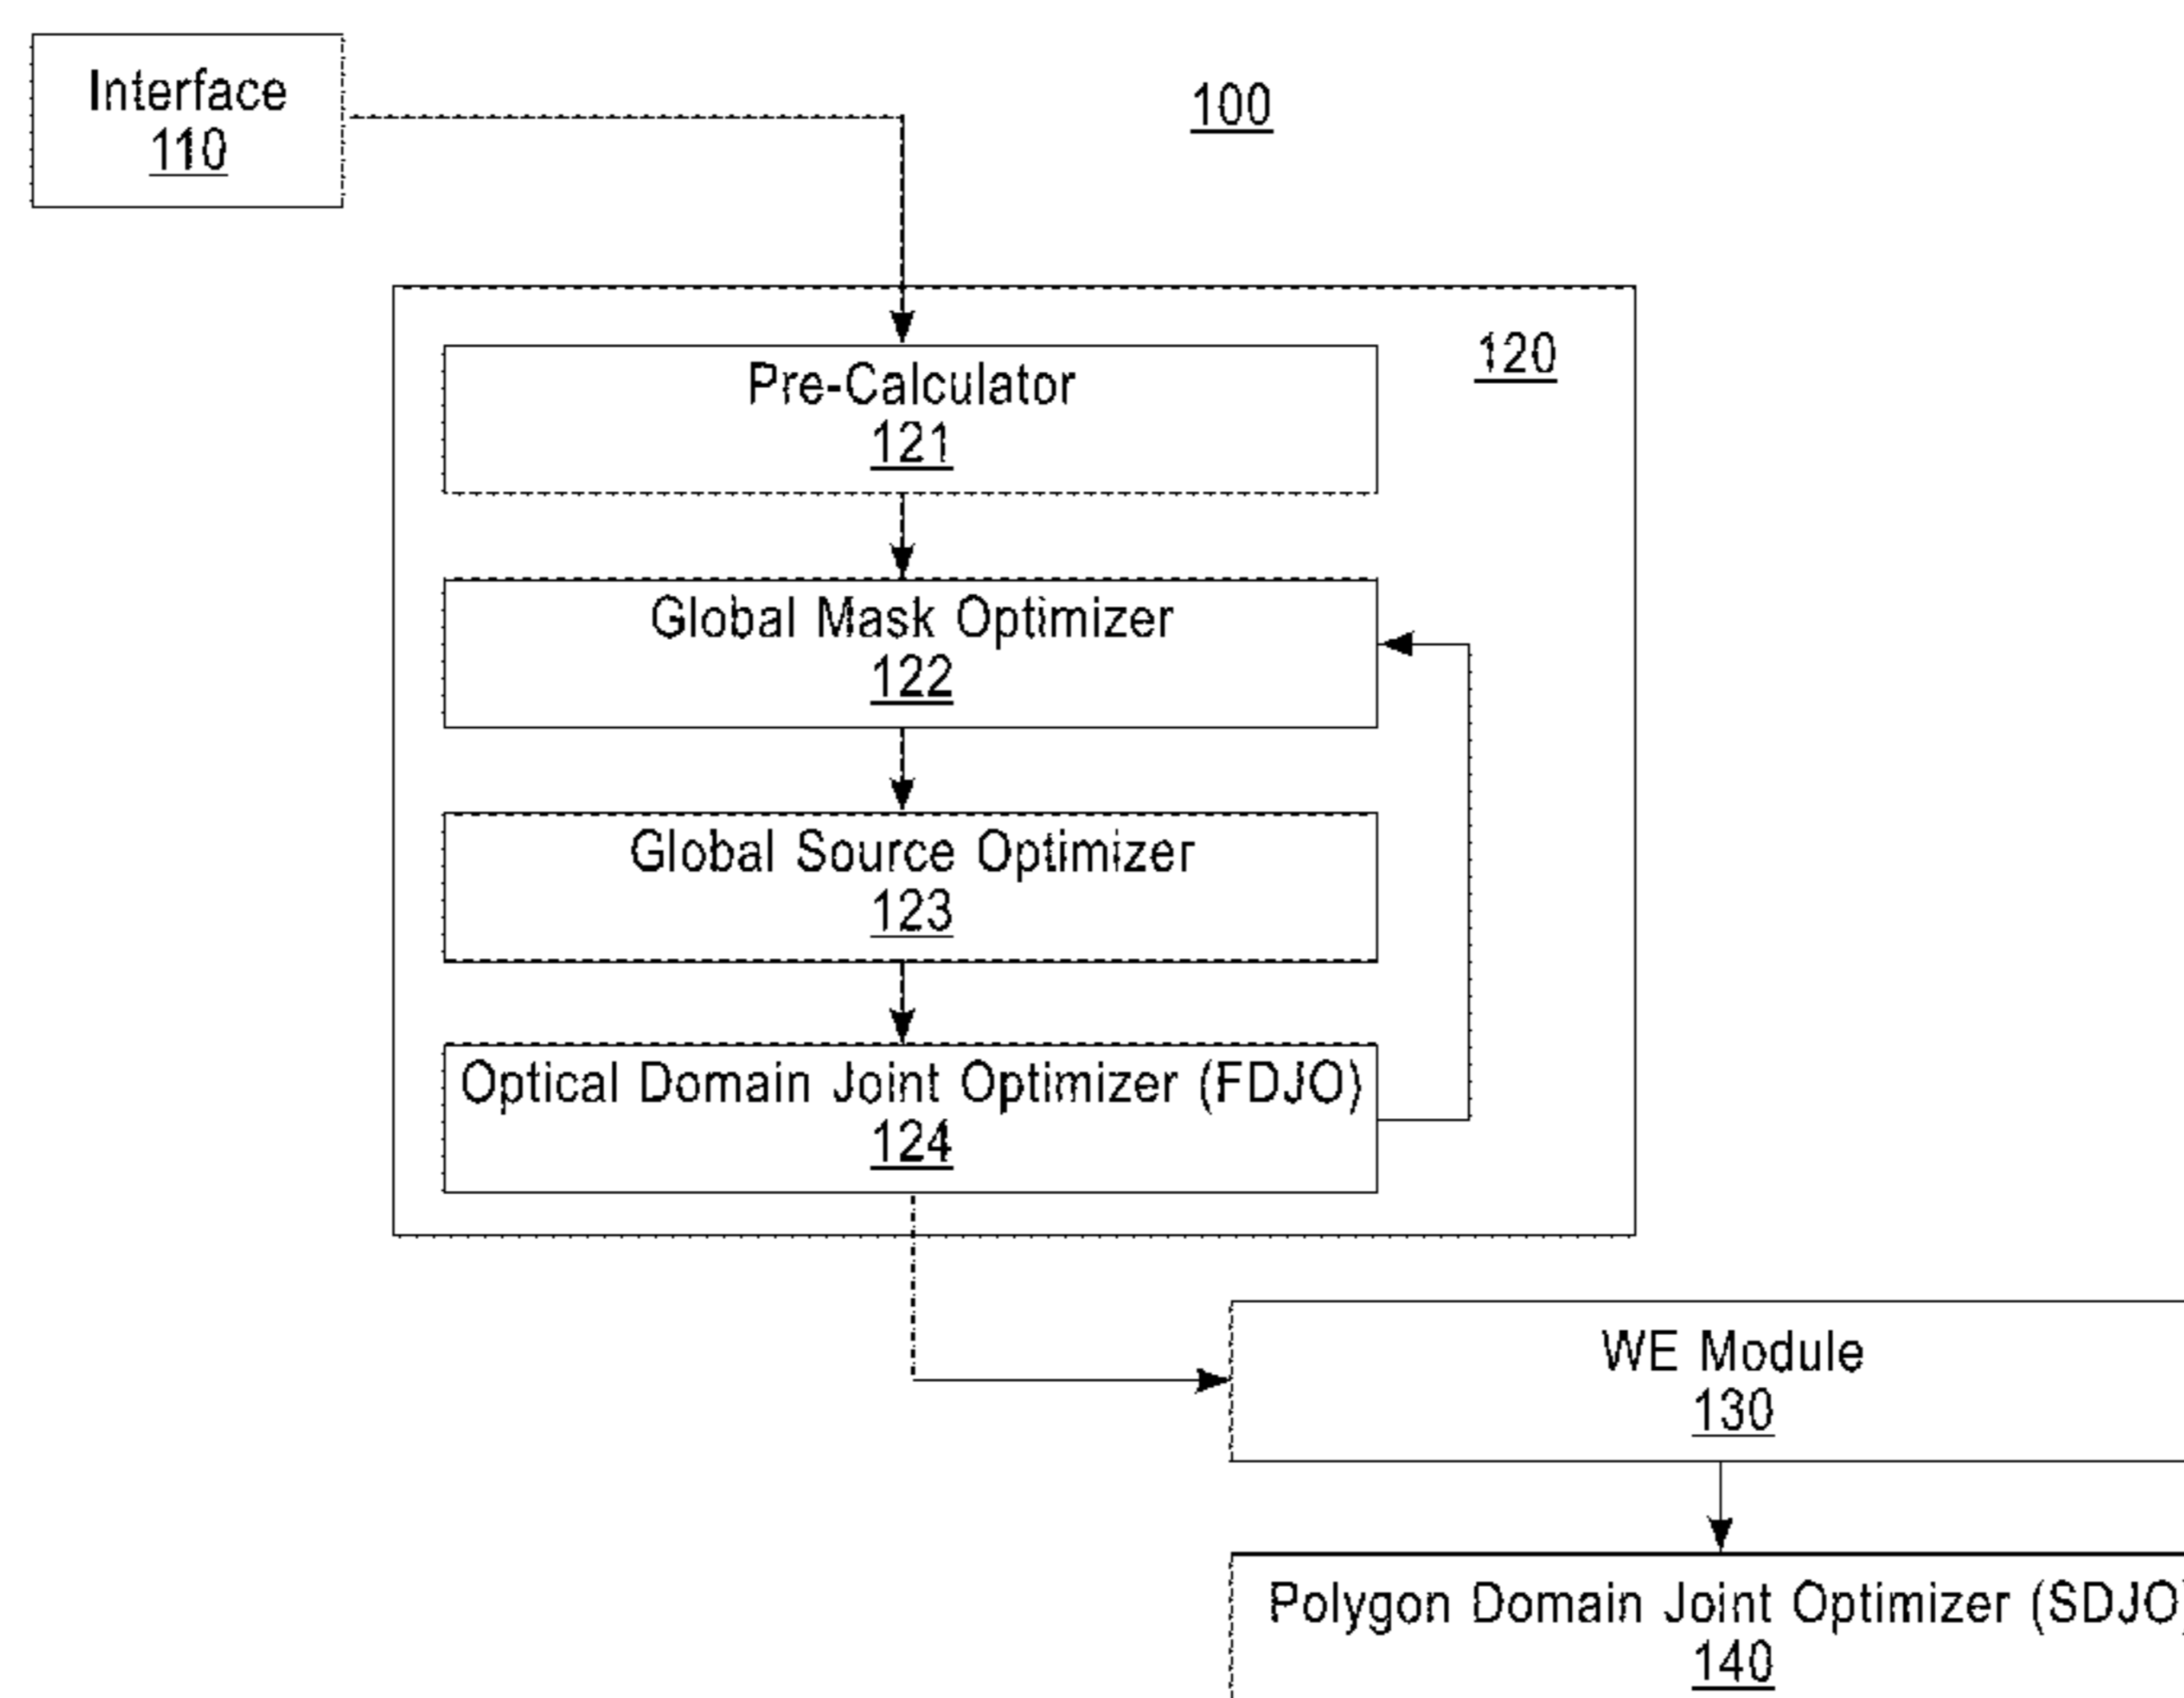 Interface
110
100
120
Pre-Calculator
121
Global Mask Optimizer
122
Global Source Optimizer
123
Optical Domain Joint Optimizer (FDJO)
124
WE Module
130
Polygon Domain Joint Optimizer (SDJO)
140